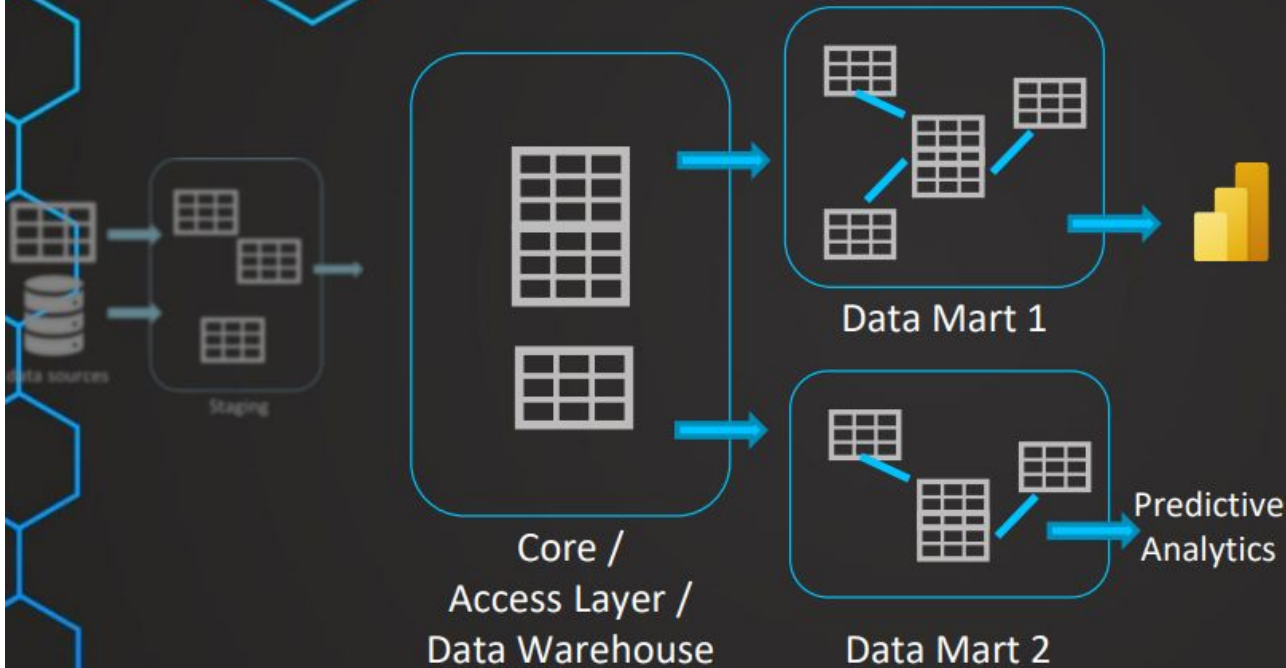 data sources
Staging
Core /
Access Layer /
Data Warehouse
Data Mart 1
Data Mart 2
Predictive
Analytics